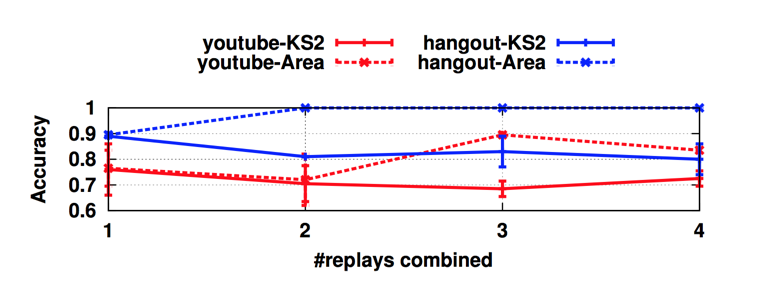 youtube-KS2 hangout-KS2
youtube-Area hangout-Area
1
0.9
0.8
0.7
0.6
Accuracy
1 2 3 4
#replays combined